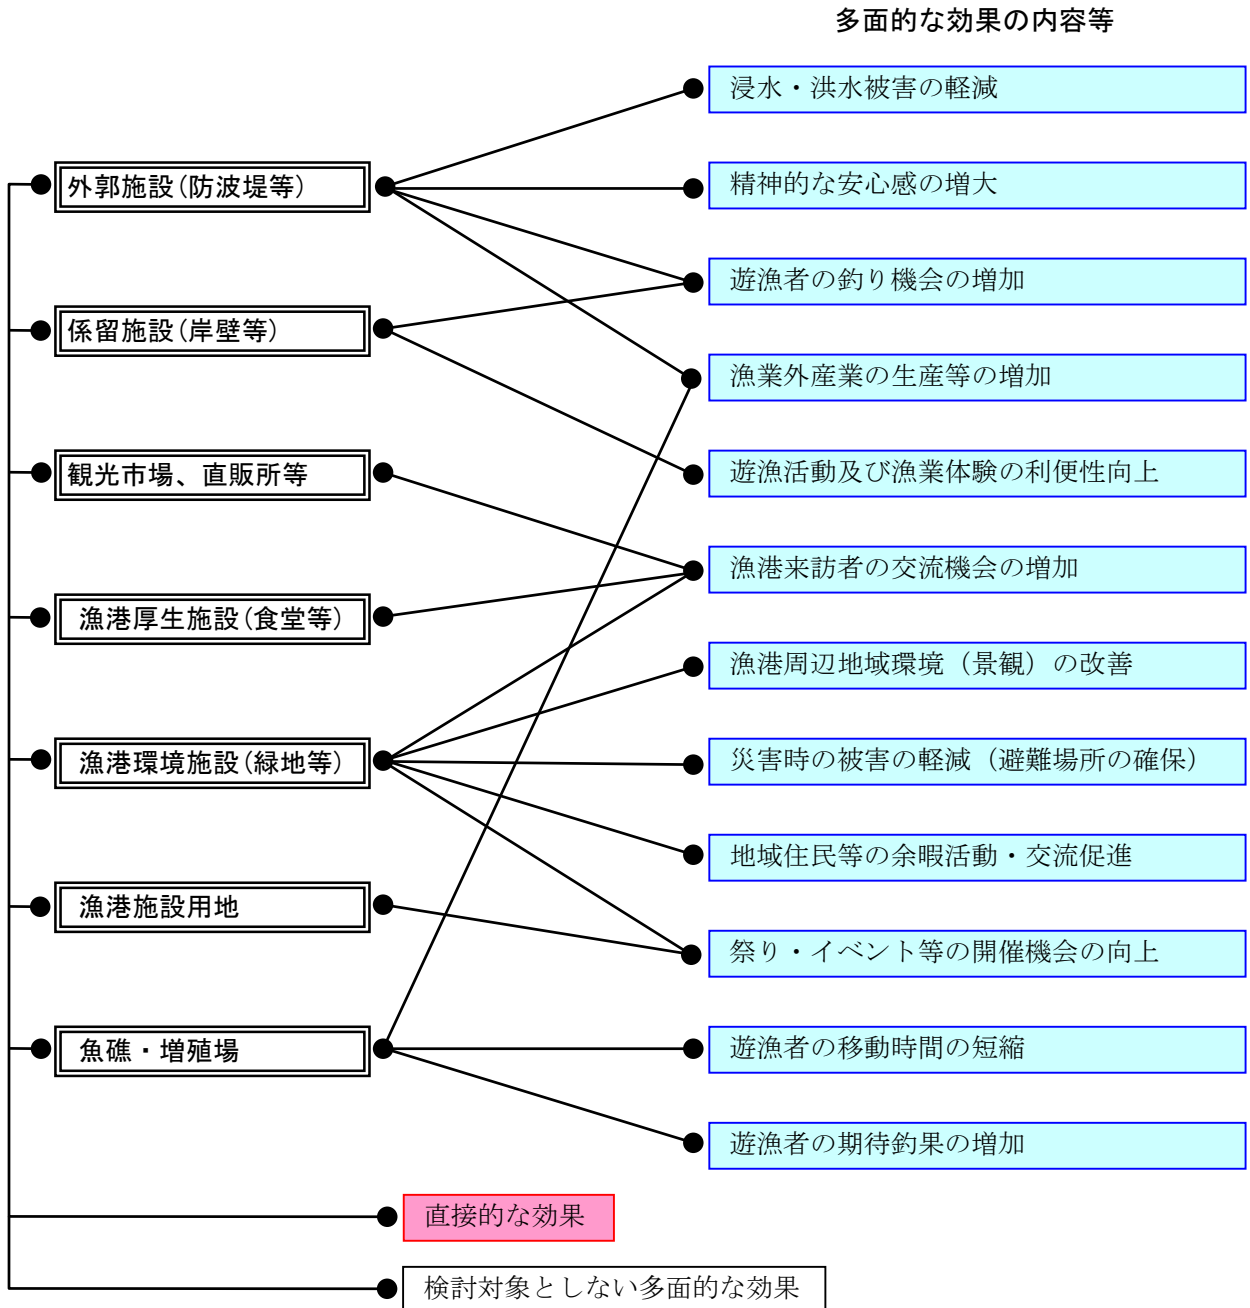 多面的な効果の内容等
浸水・洪水被害の軽減
外郭施設(防波堤等)
精神的な安心感の増大
遊漁者の釣り機会の増加
係留施設(岸壁等)
漁業外産業の生産等の増加
観光市場、直販所等
遊漁活動及び漁業体験の利便性向上
漁港来訪者の交流機会の増加
漁港厚生施設(食堂等)
漁港周辺地域環境（景観）の改善
漁港環境施設(緑地等)
災害時の被害の軽減（避難場所の確保）
地域住民等の余暇活動・交流促進
漁港施設用地
祭り・イベント等の開催機会の向上
魚礁・増殖場
遊漁者の移動時間の短縮
遊漁者の期待釣果の増加
直接的な効果
検討対象としない多面的な効果